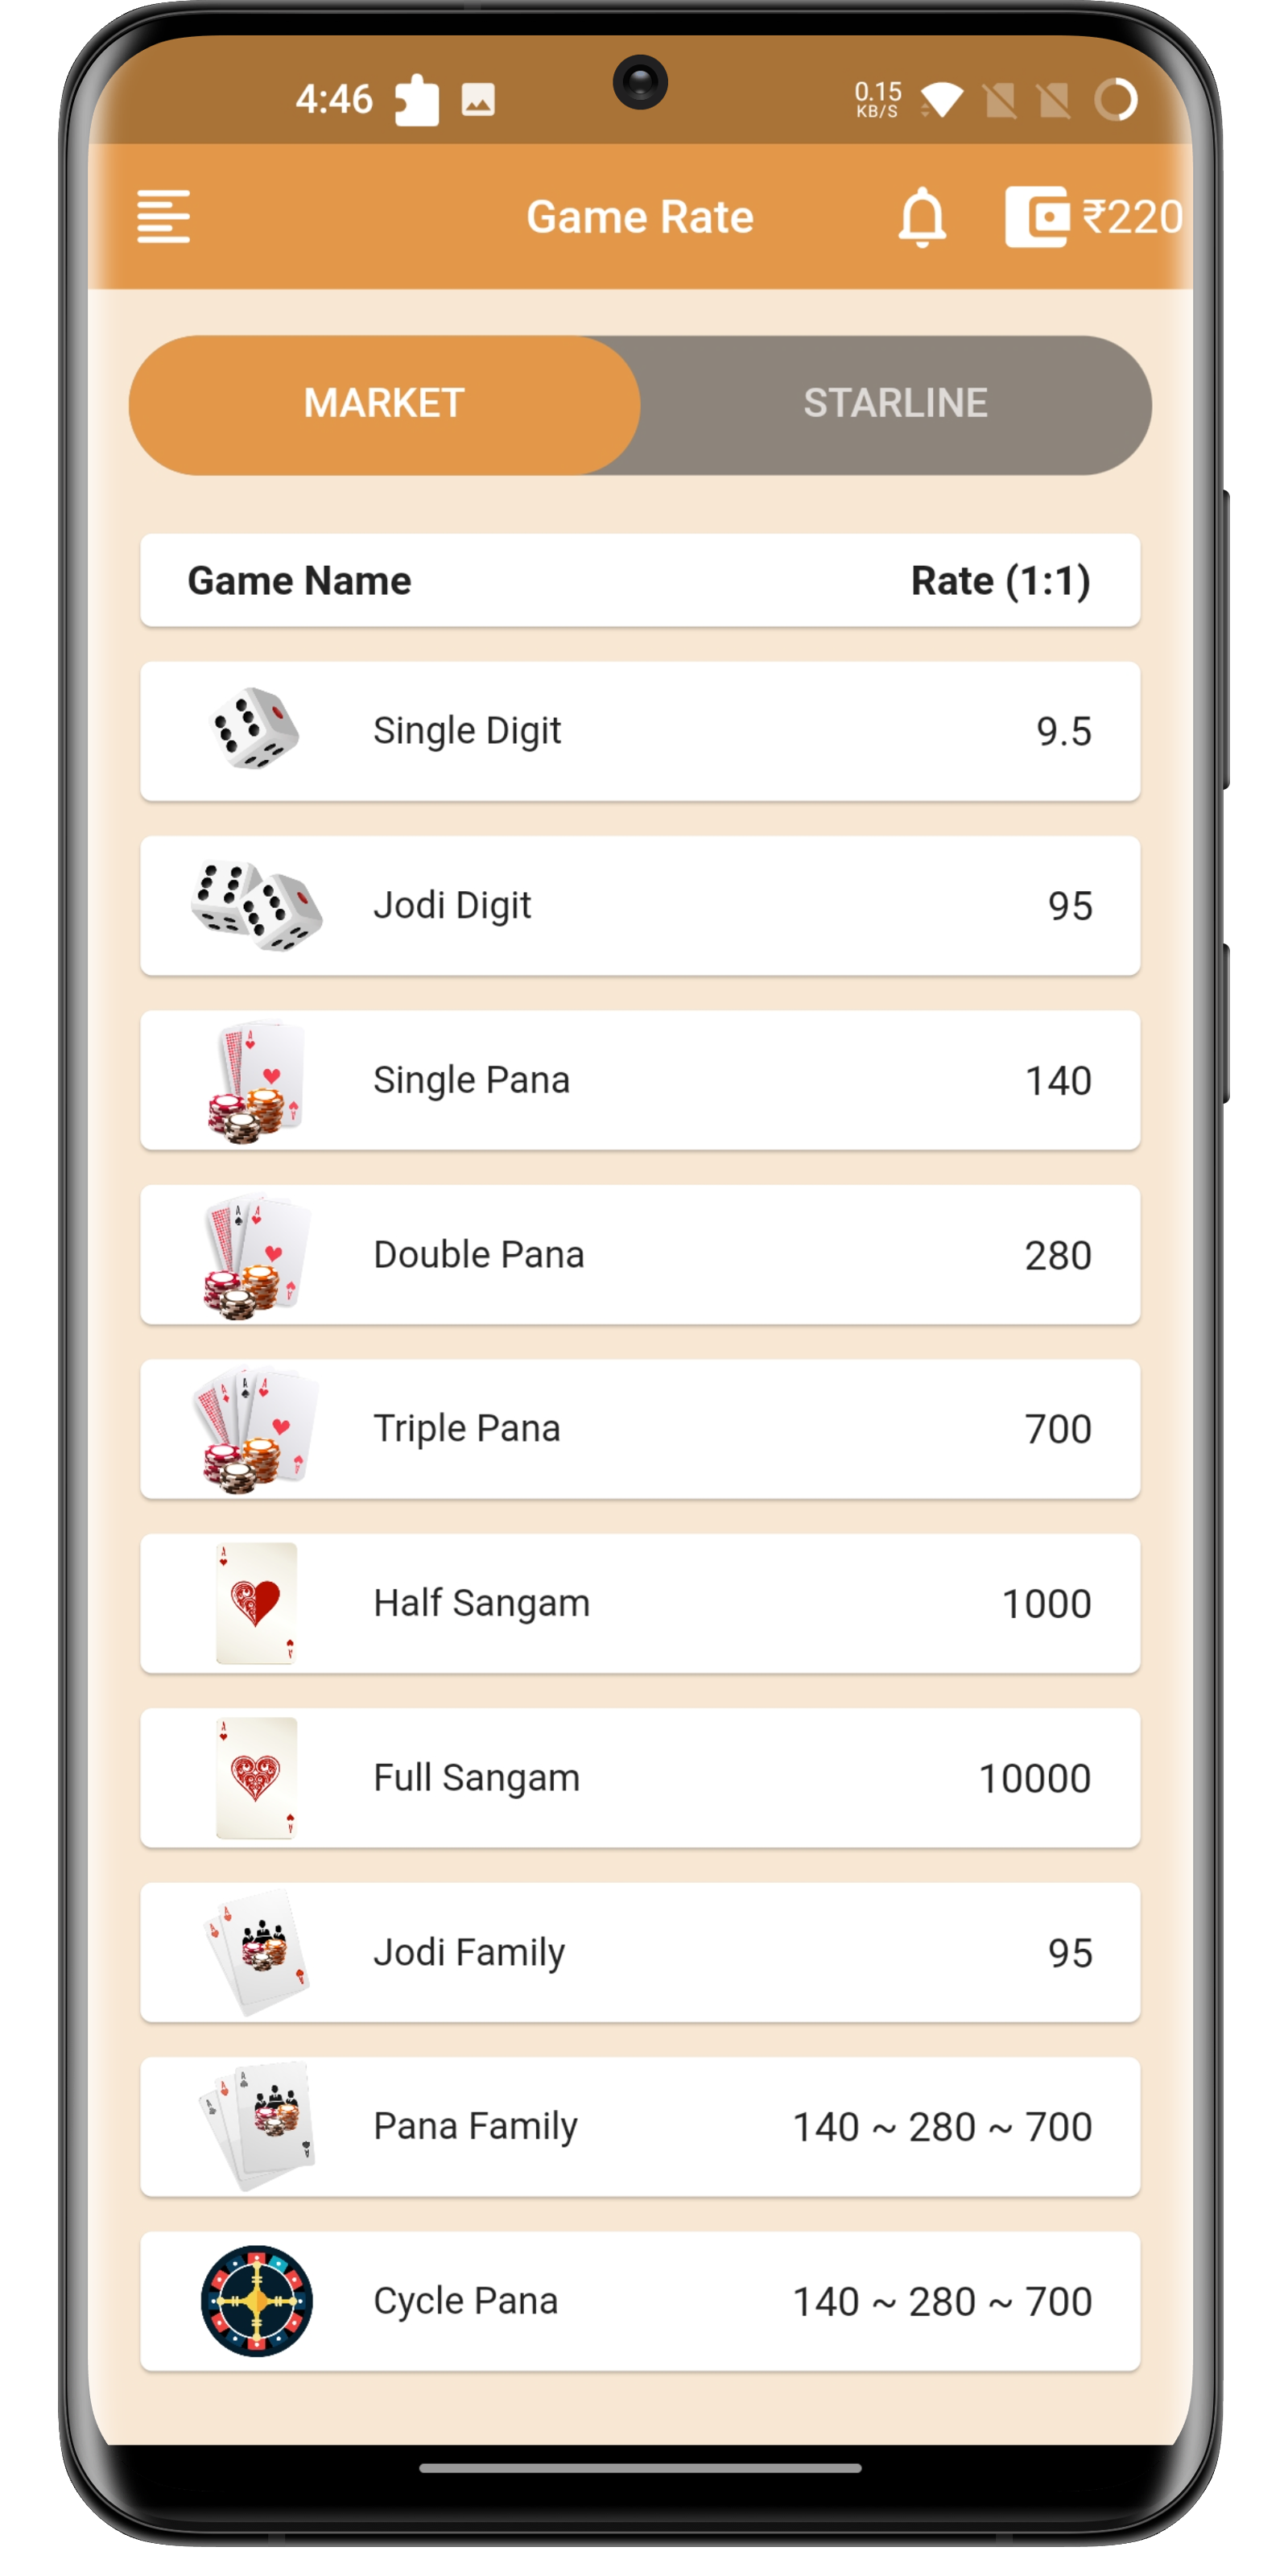 4:46
0.15
KB/S
Game Rate
₹220
MARKET
STARLINE
Game Name
Rate (1:1)
Single Digit
9.5
Jodi Digit
95
Single Pana
140
Double Pana
280
Triple Pana
700
Half Sangam
1000
Full Sangam
10000
Jodi Family
95
Pana Family
140 ~ 280 ~ 700
Cycle Pana
140 ~ 280 ~ 700